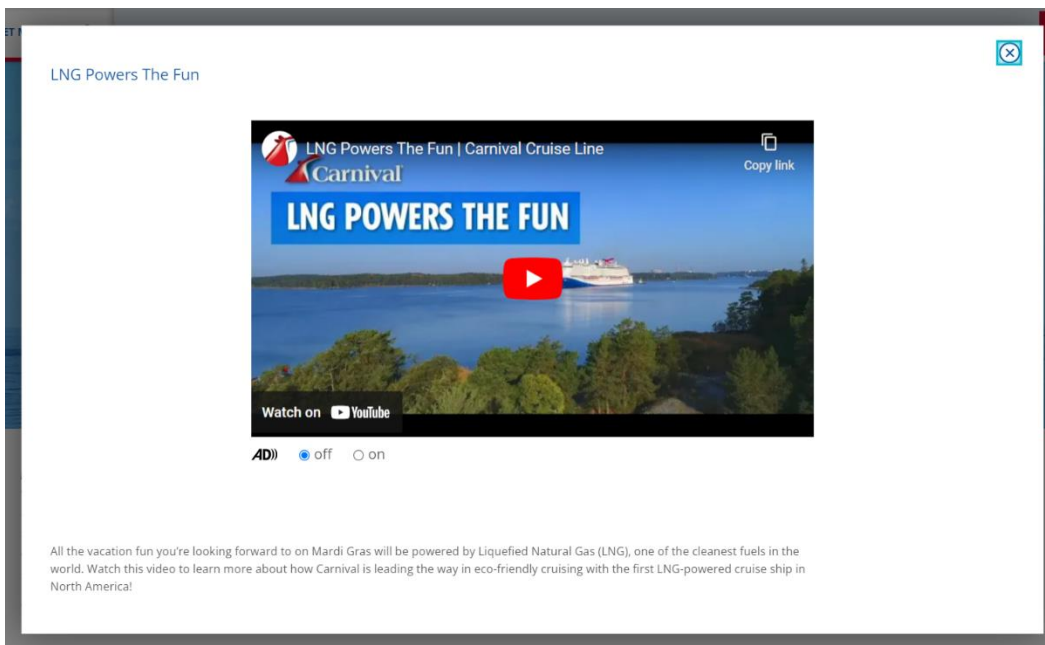 ET
LNG Powers The Fun
LNG Powers The Fun | Carnival Cruise Line
Copy link
Carnival
LNG POWERS THE FUN
Watch on YouTube
AD)) off on
All the vacation fun you're looking forward to on Mardi Gras will be powered by Liquefied Natural Gas (LNG), one of the cleanest fuels in the
world. Watch this video to learn more about how Carnival is leading the way in eco-friendly cruising with the first LNG-powered cruise ship in
North America!